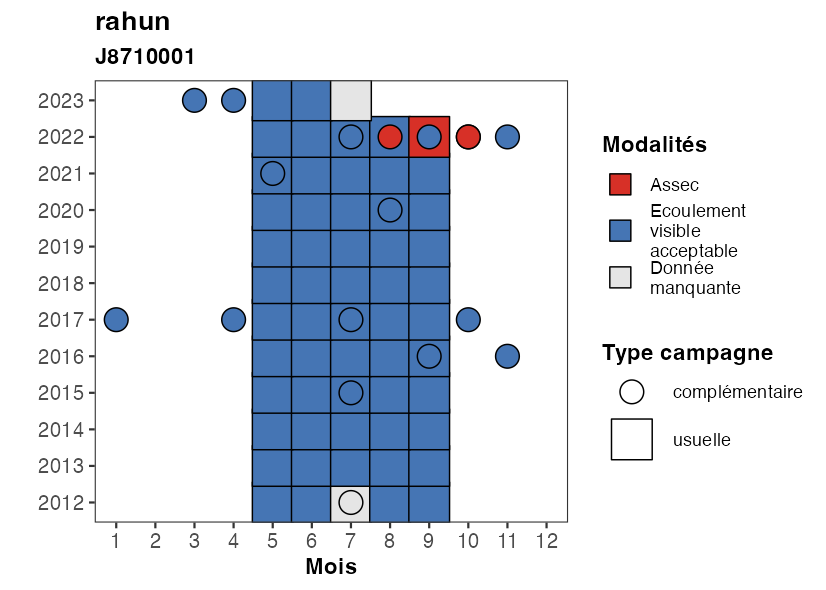 rahun
J8710001
2023
2022
2021
2020
2019
2018
2017
2016
2015
2014
2013
2012
1 2 3 4 5 6 7 8 9 10 11 12
Mois
Modalités
Assec
Ecoulement
visible
acceptable
Donnée
manquante
Type campagne
complémentaire
usuelle